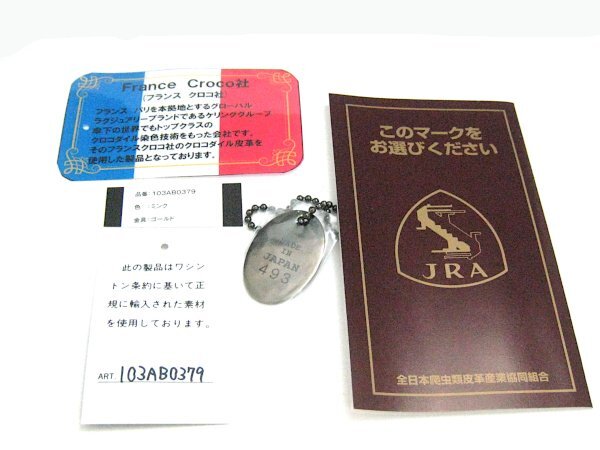 France Croco社
(フランス クロコ社)
フランス パリを本拠地とするグローハル
ラクジュアリーブランドであるケリンググループ
傘下の世界でもトップクラスの
クロコダイル染色技術をもった会社です。
そのフランスクロコ社のクロコダイル皮革を
使用した製品となっております。
品番:103AB0379
色 :ミンク
金具:ゴールド
此の製品はワシン
トン条約に基いて正
規に輸入された素材
を使用しております。
ART. 103AB0379
MADE
IN
JAPAN
493
このマークを
お選びください
JRA
全日本爬虫類皮革産業協同組合